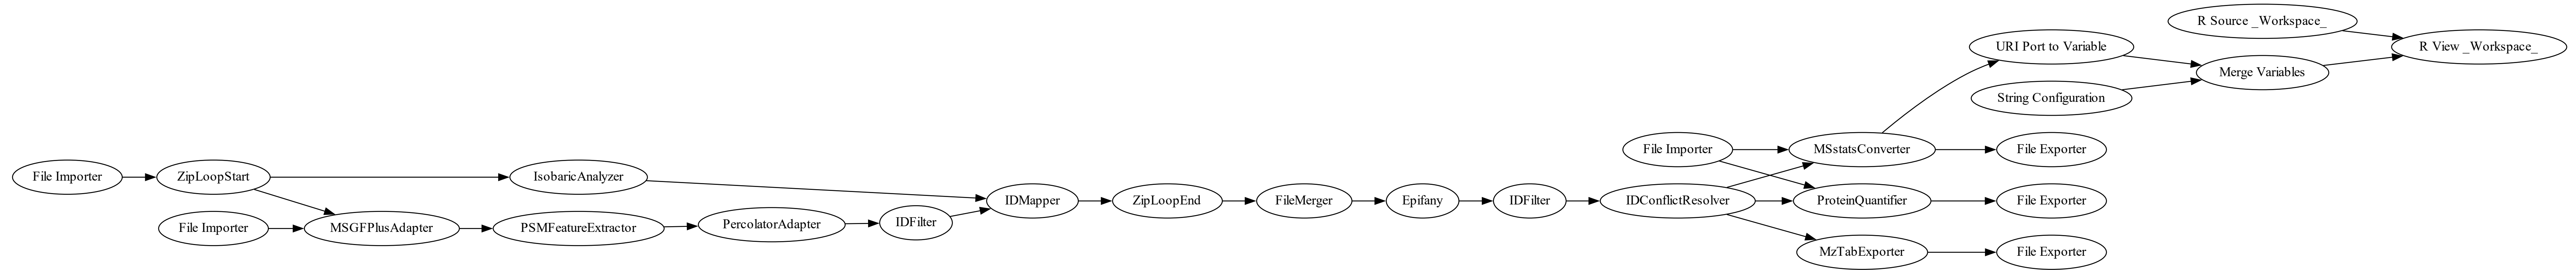 R Source _Workspace_
URI Port to Variable
R View _Workspace_
Merge Variables
String Configuration
File Importer
MSstatsConverter
File Exporter
File Importer
ZipLoopStart
IsobaricAnalyzer
IDMapper
ZipLoopEnd
FileMerger
Epifany
IDFilter
IDConflictResolver
ProteinQuantifier
File Exporter
File Importer
MSGFPlusAdapter
PSMFeatureExtractor
PercolatorAdapter
IDFilter
MzTabExporter
File Exporter